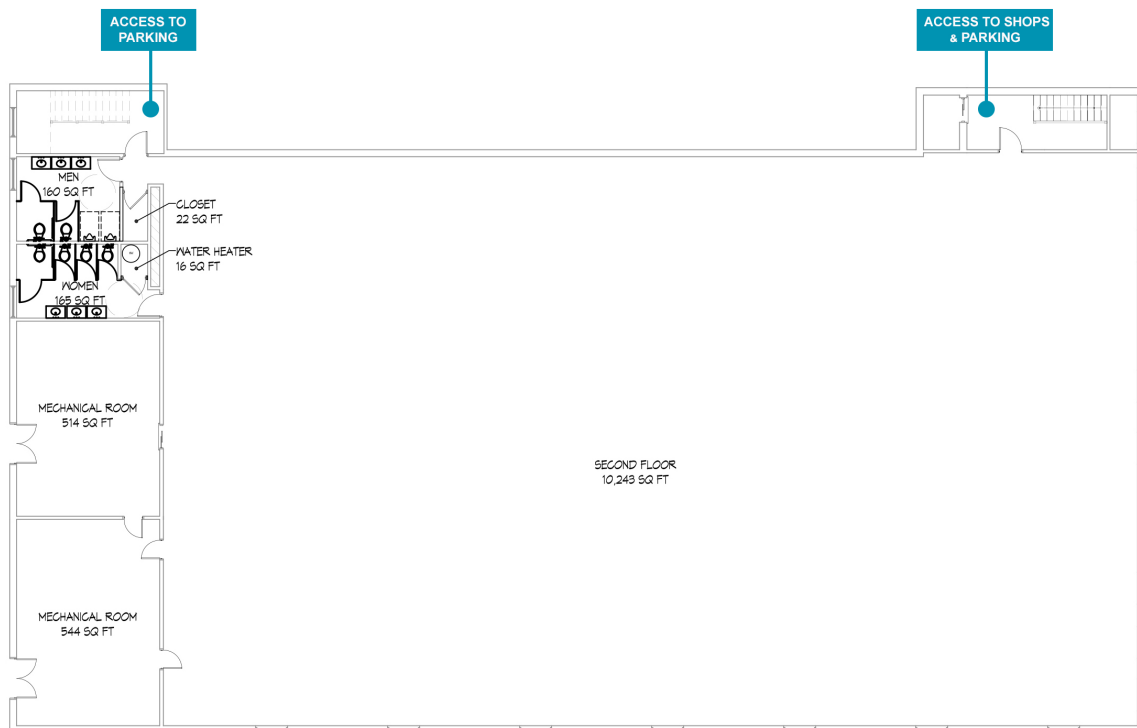 ACCESS TO
PARKING
ACCESS TO SHOPS
& PARKING
MEN
160 SQ FT
CLOSET
22 SQ FT
WATER HEATER
16 SQ FT
WOMEN
165 SQ FT
MECHANICAL ROOM
514 SQ FT
SECOND FLOOR
10,243 SQ FT
MECHANICAL ROOM
544 SQ FT